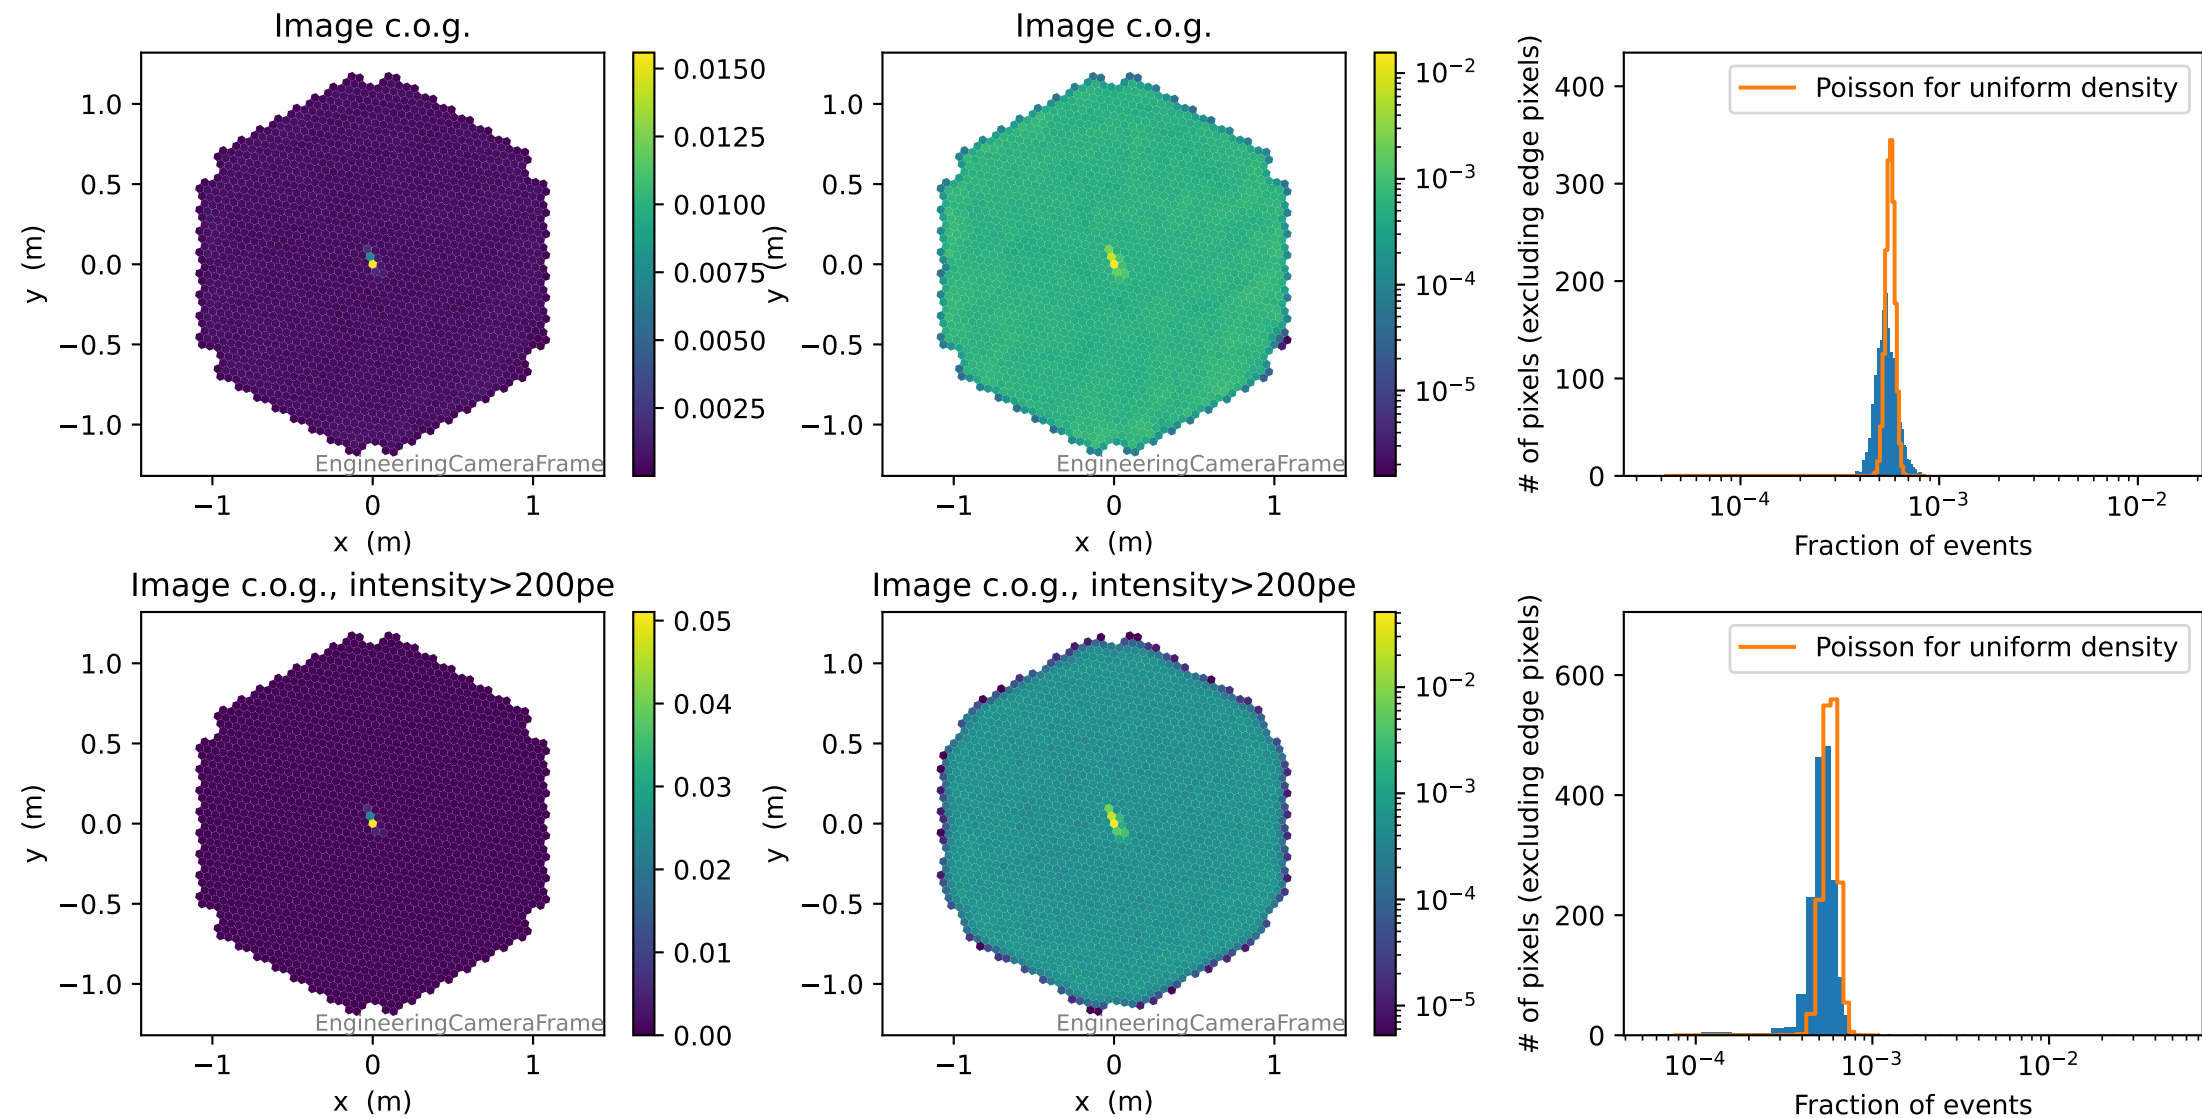 Image c.o.g.
1.0
0.5
0.0
−0.5
−1.0
y (m)
−1 0 1
x (m)
EngineeringCameraFrame
0.0150
0.0125
0.0100
0.0075
0.0050
0.0025
Image c.o.g.
1.0
0.5
0.0
−0.5
−1.0
y (m)
−1 0 1
x (m)
EngineeringCameraFrame
10⁻²
10⁻³
10⁻⁴
10⁻⁵
400
300
200
100
0
# of pixels (excluding edge pixels)
Poisson for uniform density
10⁻⁴ 10⁻³ 10⁻²
Fraction of events
Image c.o.g., intensity>200pe
1.0
0.5
0.0
−0.5
−1.0
y (m)
−1 0 1
x (m)
EngineeringCameraFrame
0.05
0.04
0.03
0.02
0.01
0.00
Image c.o.g., intensity>200pe
1.0
0.5
0.0
−0.5
−1.0
y (m)
−1 0 1
x (m)
EngineeringCameraFrame
10⁻²
10⁻³
10⁻⁴
10⁻⁵
600
400
200
0
# of pixels (excluding edge pixels)
Poisson for uniform density
10⁻⁴ 10⁻³ 10⁻²
Fraction of events